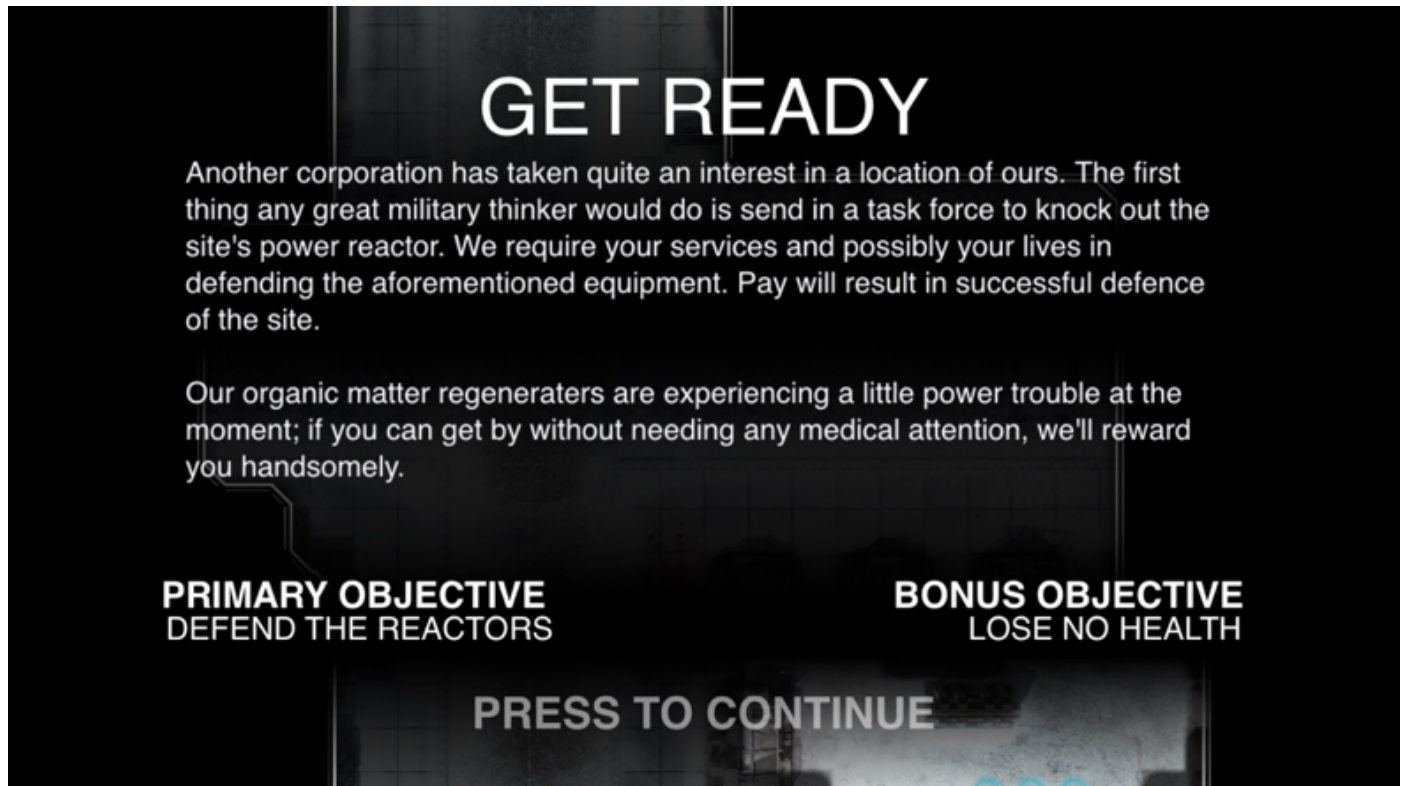 GET READY
Another corporation has taken quite an interest in a location of ours. The first
thing any great military thinker would do is send in a task force to knock out the
site's power reactor. We require your services and possibly your lives in
defending the aforementioned equipment. Pay will result in successful defence
of the site.
Our organic matter regeneraters are experiencing a little power trouble at the
moment; if you can get by without needing any medical attention, we'll reward
you handsomely.
PRIMARY OBJECTIVE
DEFEND THE REACTORS
BONUS OBJECTIVE
LOSE NO HEALTH
PRESS TO CONTINUE